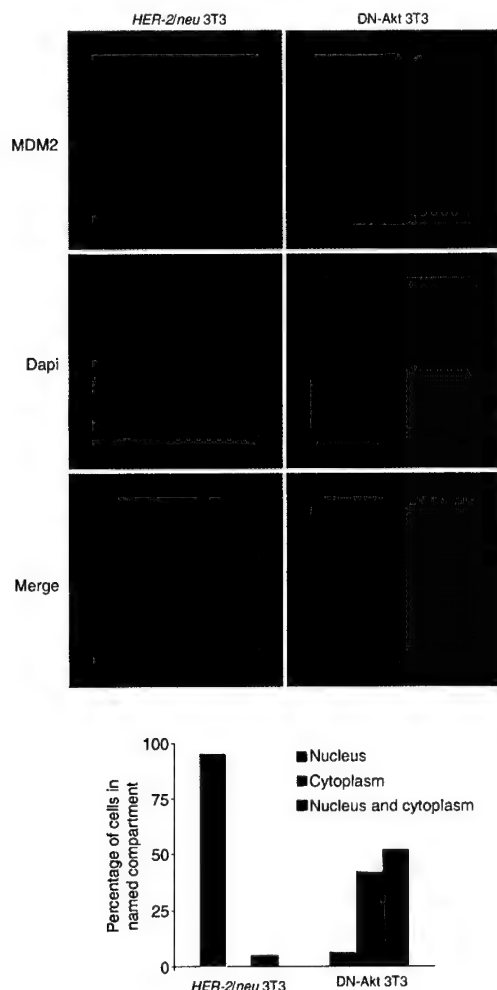 HER-2/neu 3T3 DN-Akt 3T3
MDM2
Dapi
Merge
100
75
50
25
0
Percentage of cells in
named compartment
Nucleus
Cytoplasm
Nucleus and cytoplasm
HER-2/neu 3T3 DN-Akt 3T3